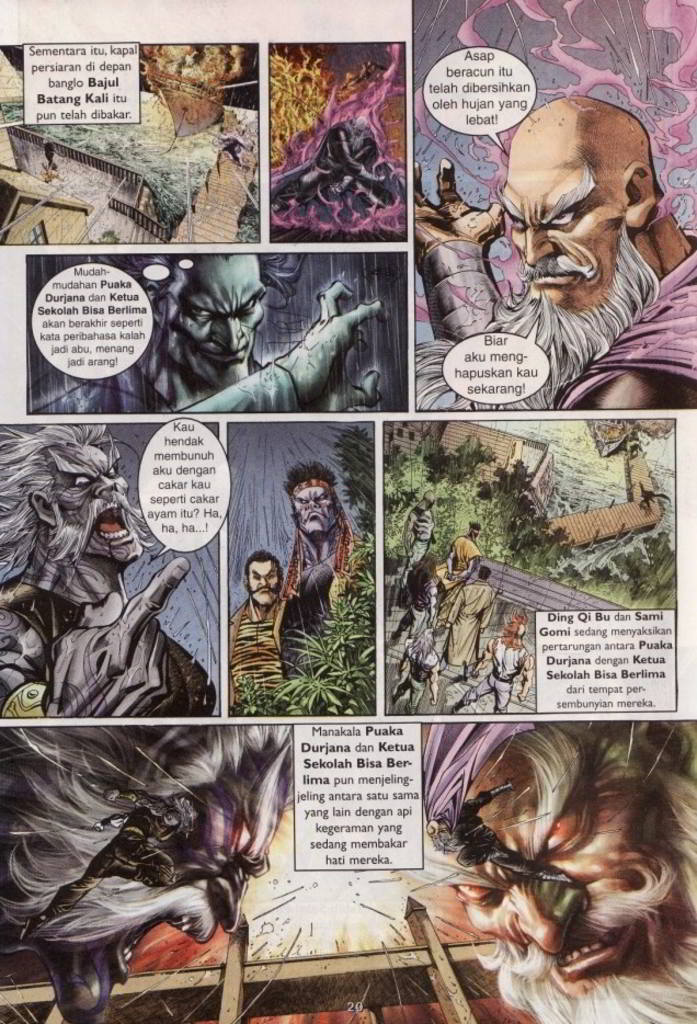 Sementara itu, kapal
persiaran di depan
banglo Bajul
Batang Kali itu
pun telah dibakar.
Asap
beracun itu
telah dibersihkan
oleh hujan yang
lebat!
Biar
aku meng-
hapuskan kau
sekarang!
Mudah-
mudahan Puaka
Durjana dan Ketua
Sekolah Bisa Berlima
akan berakhir seperti
kata peribahasa kalah
jadi abu, menang
jadi arang!
Kau
hendak
membunuh
aku dengan
cakar kau
seperti cakar
ayam itu? Ha,
ha, ha...!
Ding Qi Bu dan Sami
Gomi sedang menyaksikan
pertarungan antara Puaka
Durjana dengan Ketua
Sekolah Bisa Berlima
dari tempat per-
sembunyian mereka.
Manakala Puaka
Durjana dan Ketua
Sekolah Bisa Ber-
lima pun menjeling-
jeling antara satu sama
yang lain dengan api
kegeraman yang
sedang membakar
hati mereka.
20